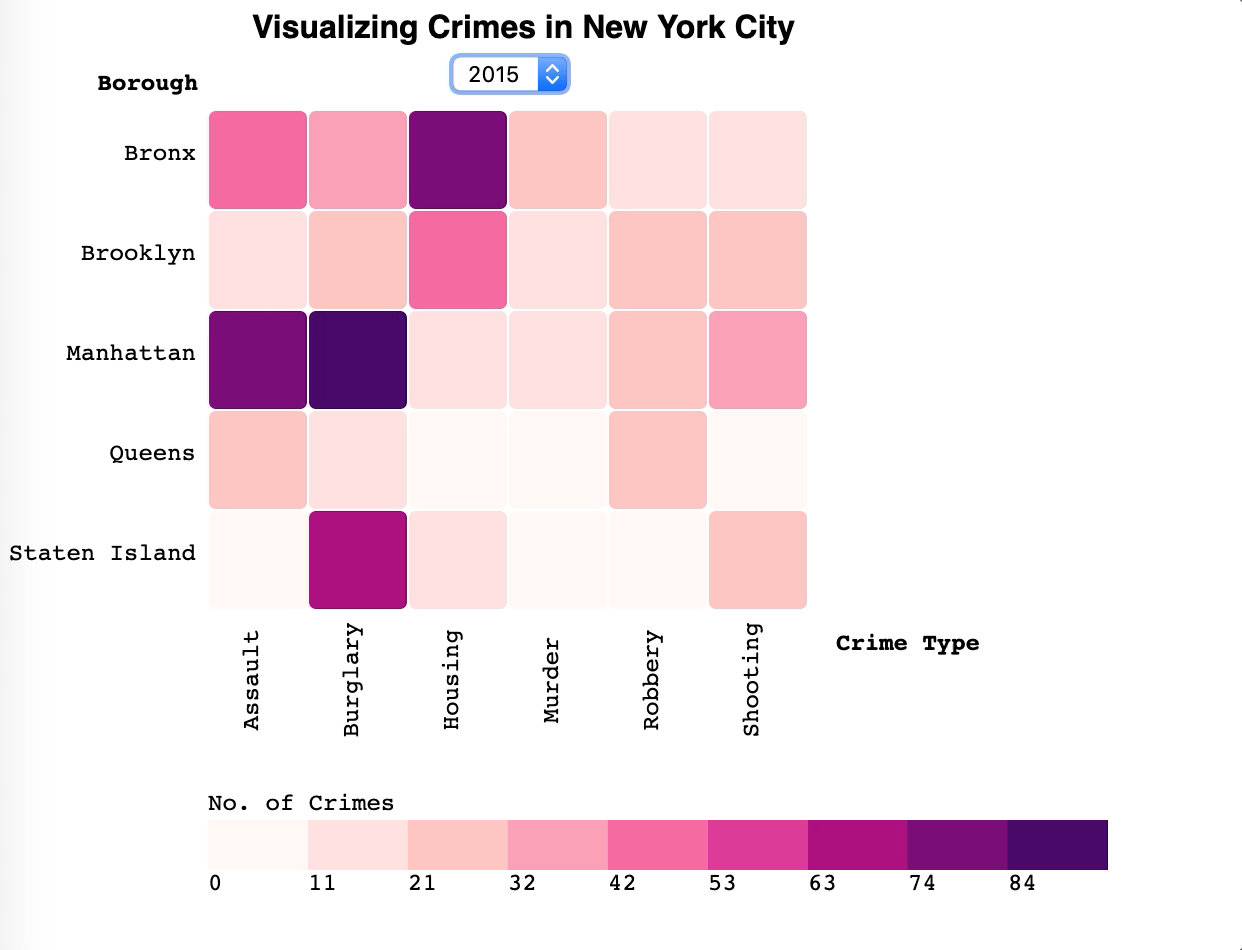 Visualizing Crimes in New York City
2015
Borough
Bronx
Brooklyn
Manhattan
Queens
Staten Island
Assault
Burglary
Housing
Murder
Robbery
Shooting
Crime Type
No. of Crimes
0 11 21 32 42 53 63 74 84